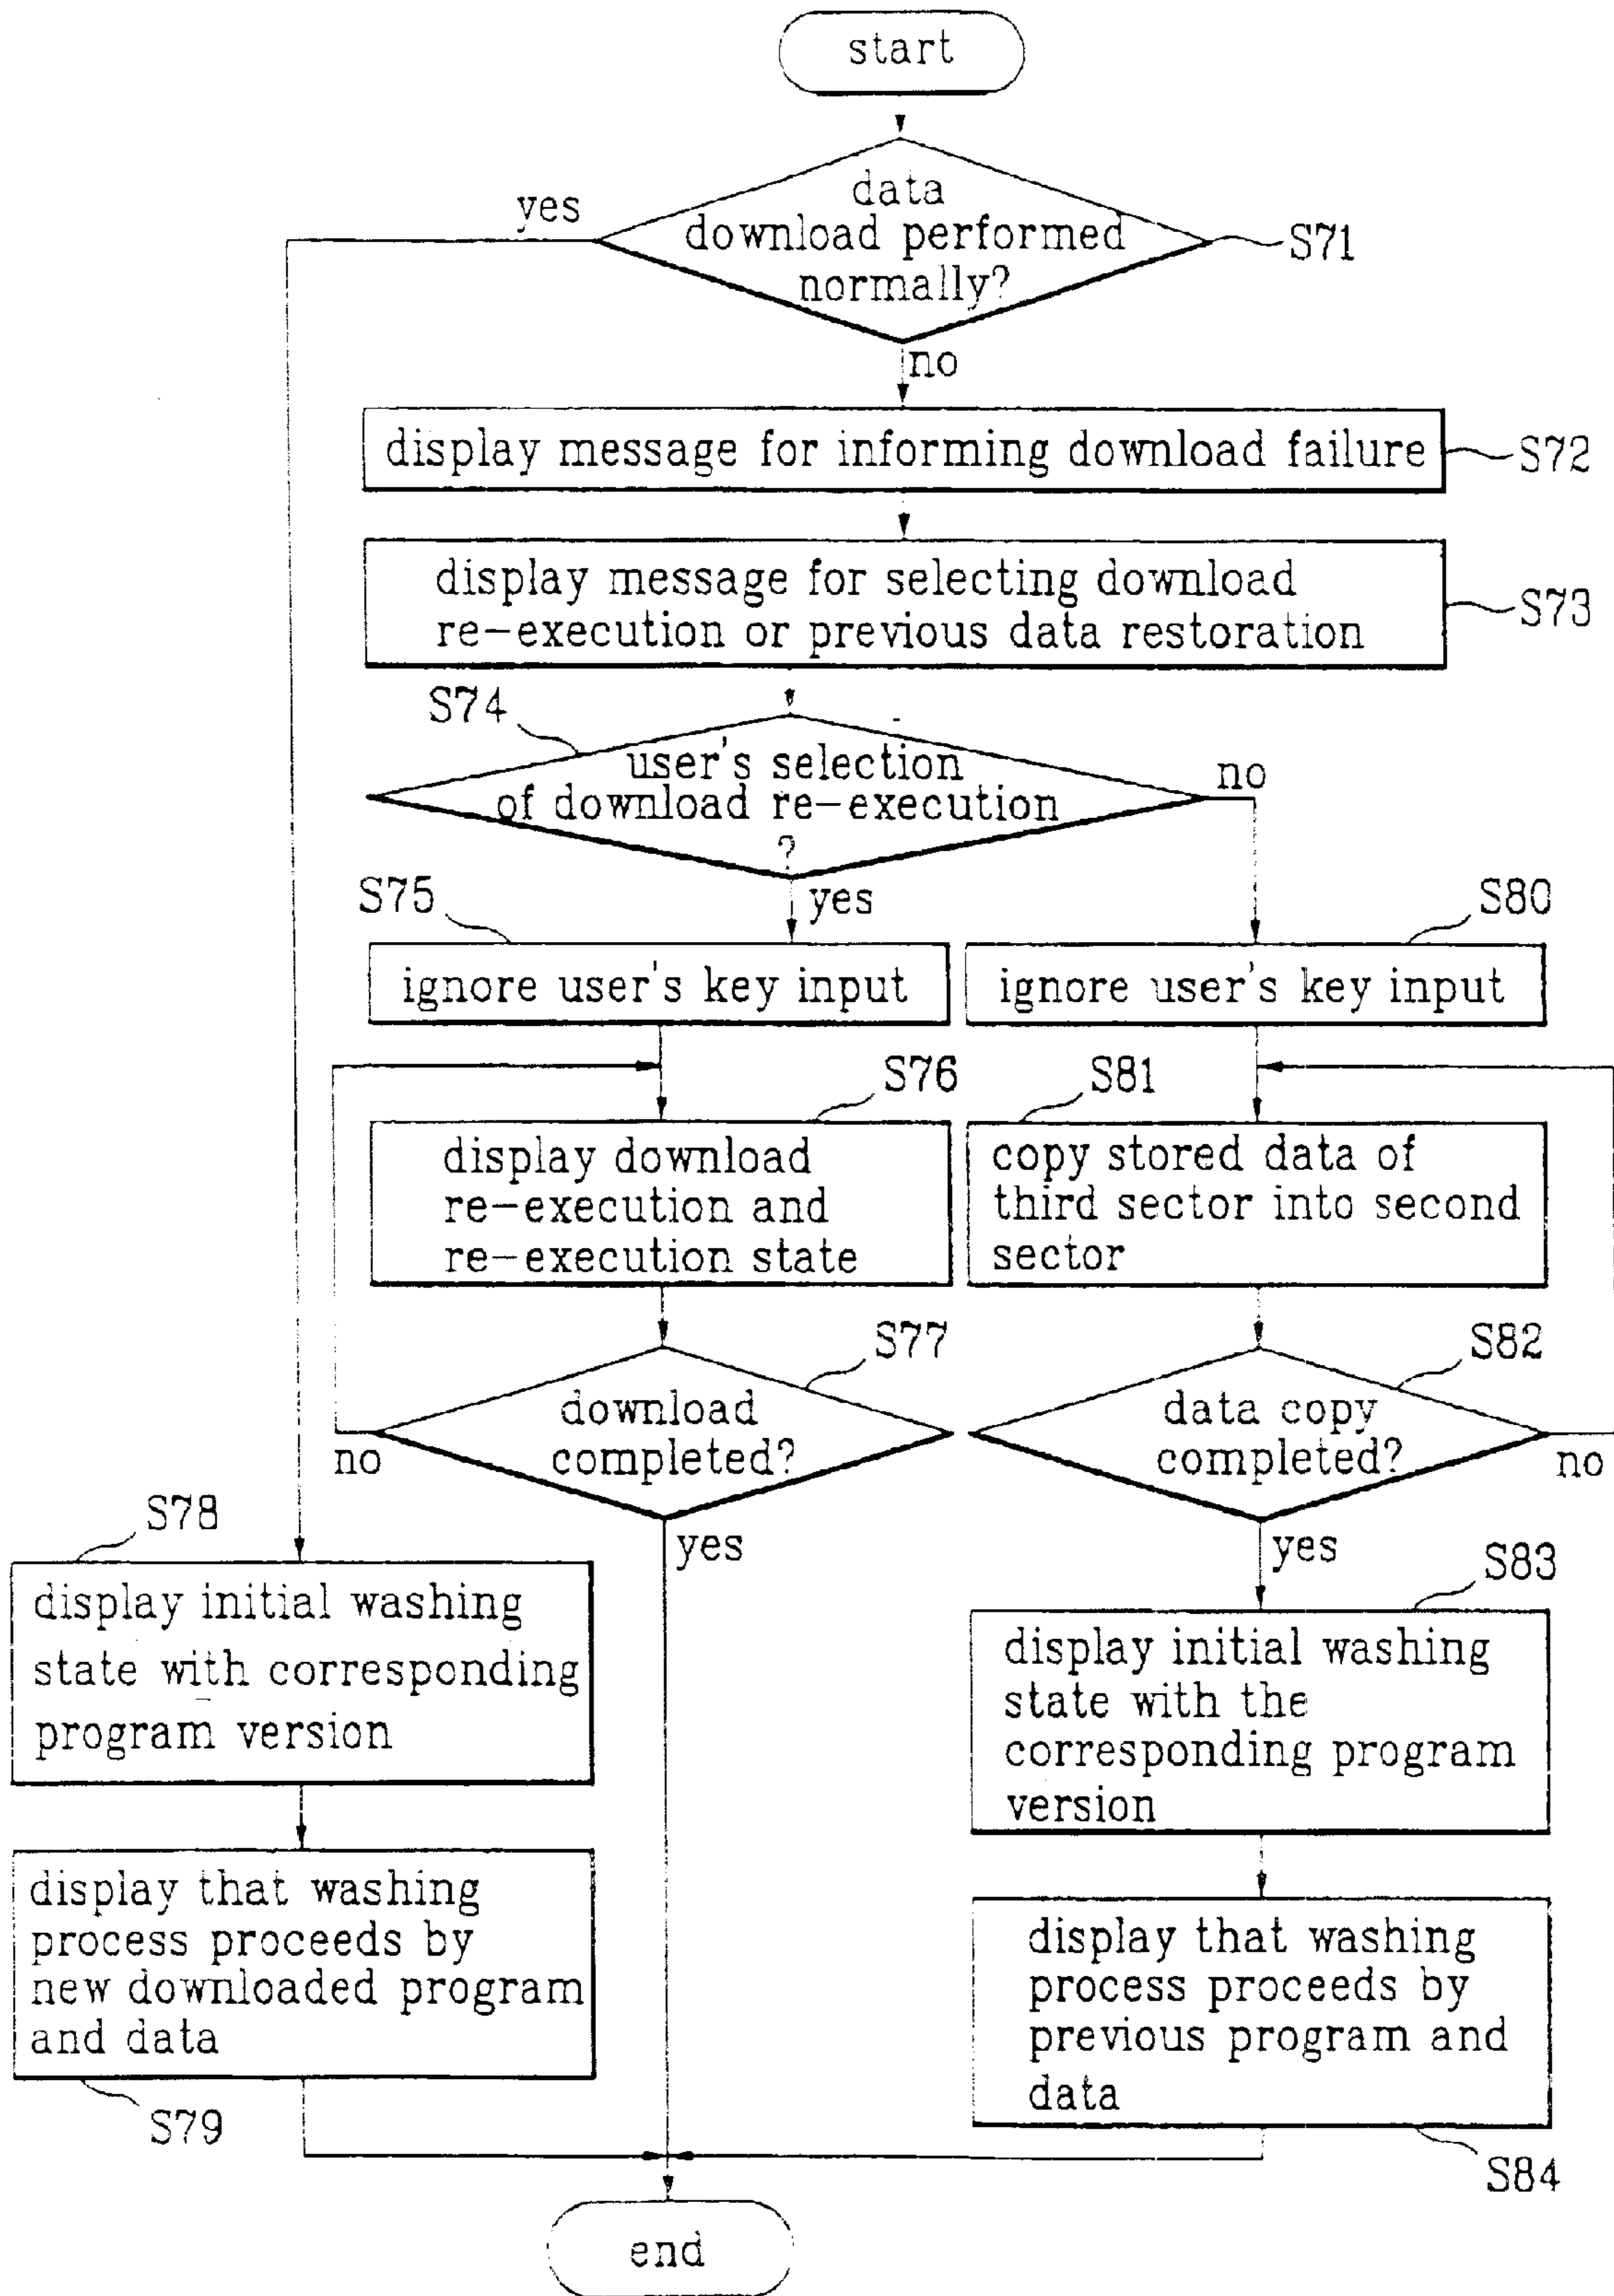 start
data
download performed
normally?
yes
S71
no
display message for informing download failure
S72
display message for selecting download
re-execution or previous data restoration
S73
S74
user's selection
of download re-execution
?
no
yes
S75
S80
ignore user's key input
ignore user's key input
S76
S81
display download
re-execution and
re-execution state
copy stored data of
third sector into second
sector
S77
S82
download
completed?
no
data copy
completed?
no
S78
yes
yes
S83
display initial washing
state with corresponding
program version
display initial washing
state with the
corresponding program
version
display that washing
process proceeds by
new downloaded program
and data
S79
display that washing
process proceeds by
previous program and
data
S84
end